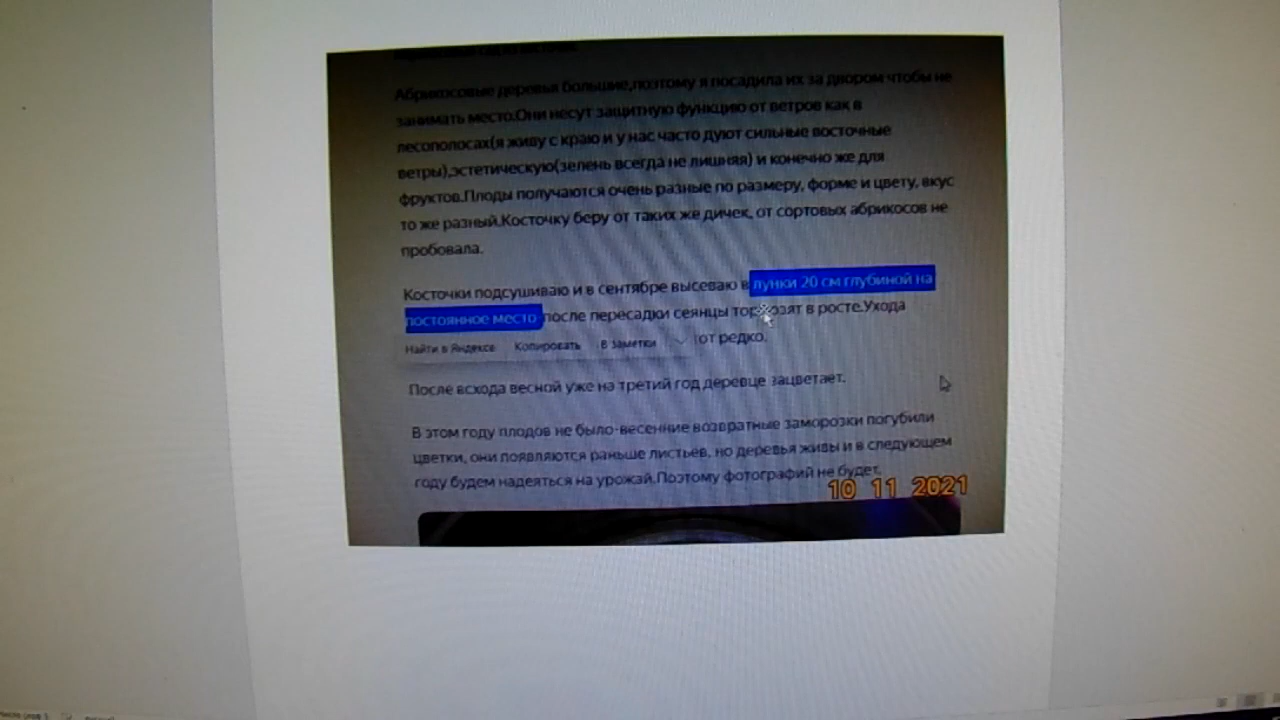 Абрикосовые деревья большие,поэтому я посадила их за двором чтобы не
занимать место.Они несут защитную функцию от ветров как в
лесополосах(я живу с краю и у нас часто дуют сильные восточные
ветры),эстетическую(зелень всегда не лишняя) и конечно же для
фруктов.Плоды получаются очень разные по размеру, форме и цвету, вкус
то же разный.Косточку беру от таких же дичек, от сортовых абрикосов не
пробовала.
Косточки подсушиваю и в сентябре высеваю в лунки 20 см глубиной на
постоянное место после пересадки сеянцы тормозят в росте.Ухода
Найти в Яндексе Копировать В заметки от редко.
После всхода весной уже на третий год деревце зацветает.
В этом году плодов не было-весенние возвратные заморозки погубили
цветки, они появляются раньше листьев, но деревья живы и в следующем
году будем надеяться на урожай.Поэтому фотографий не будет.
10 11 2021